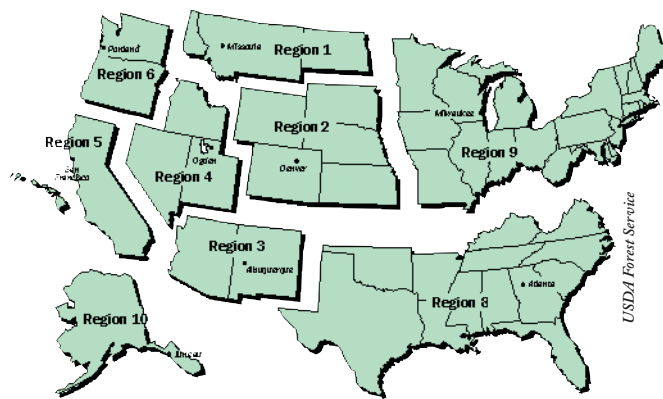 Region 1
Missoula
Portland
Region 6
Region 2
Denver
Region 5
San
Francisco
Ogden
Region 4
Milwaukee
Region 9
Region 3
Albuquerque
Region 8
Atlanta
Region 10
Juneau
USDA Forest Service